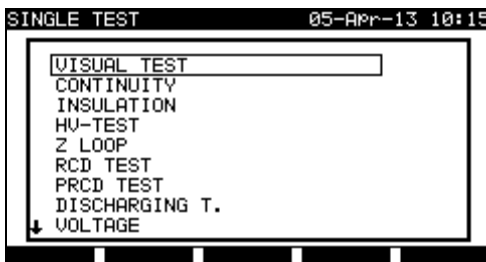 SINGLE TEST 05-Apr-13 10:15
VISUAL TEST
CONTINUITY
INSULATION
HV-TEST
Z LOOP
RCD TEST
PRCD TEST
DISCHARGING T.
VOLTAGE